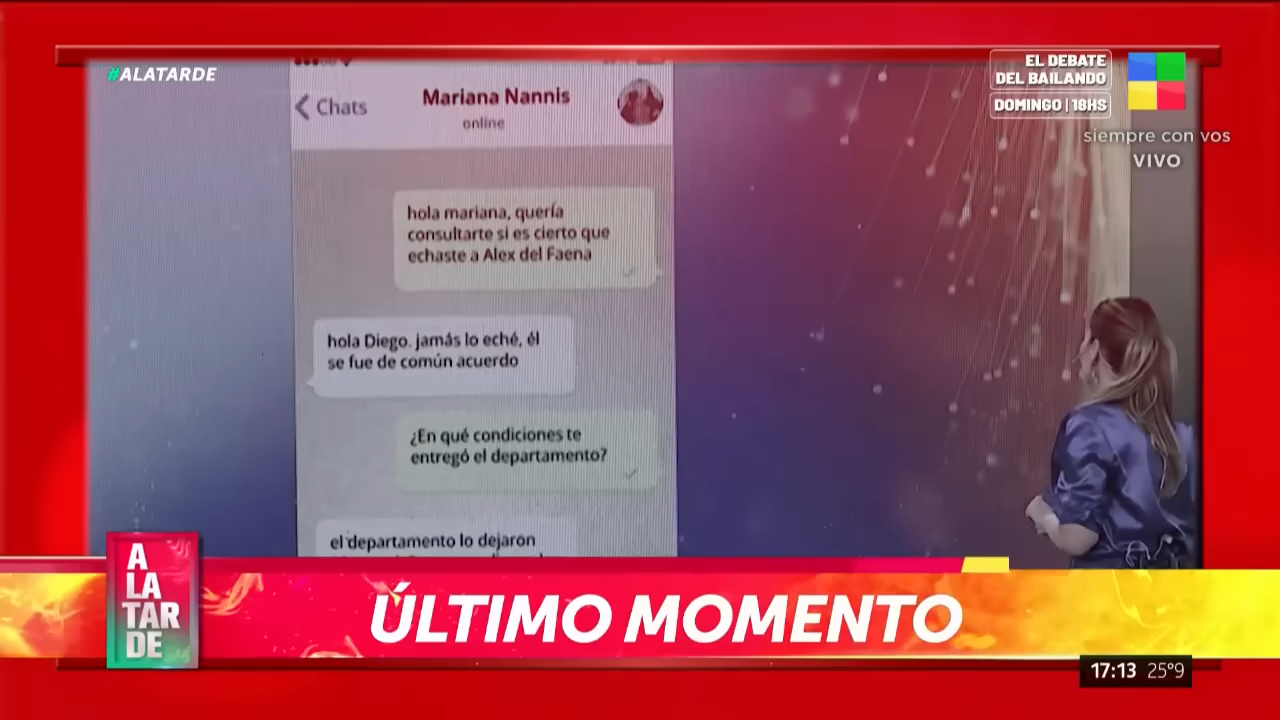 #ALATARDE
EL DEBATE
DEL BAILANDO
DOMINGO | 18HS
siempre con vos
VIVO
Chats
Mariana Nannis
online
hola mariana, quería
consultarte si es cierto que
echaste a Alex del Faena
hola Diego. jamás lo eché, él
se fue de común acuerdo
¿En qué condiciones te
entregó el departamento?
el departamento lo dejaron
A
LA
TAR
DE
ÚLTIMO MOMENTO
17:13 25°9